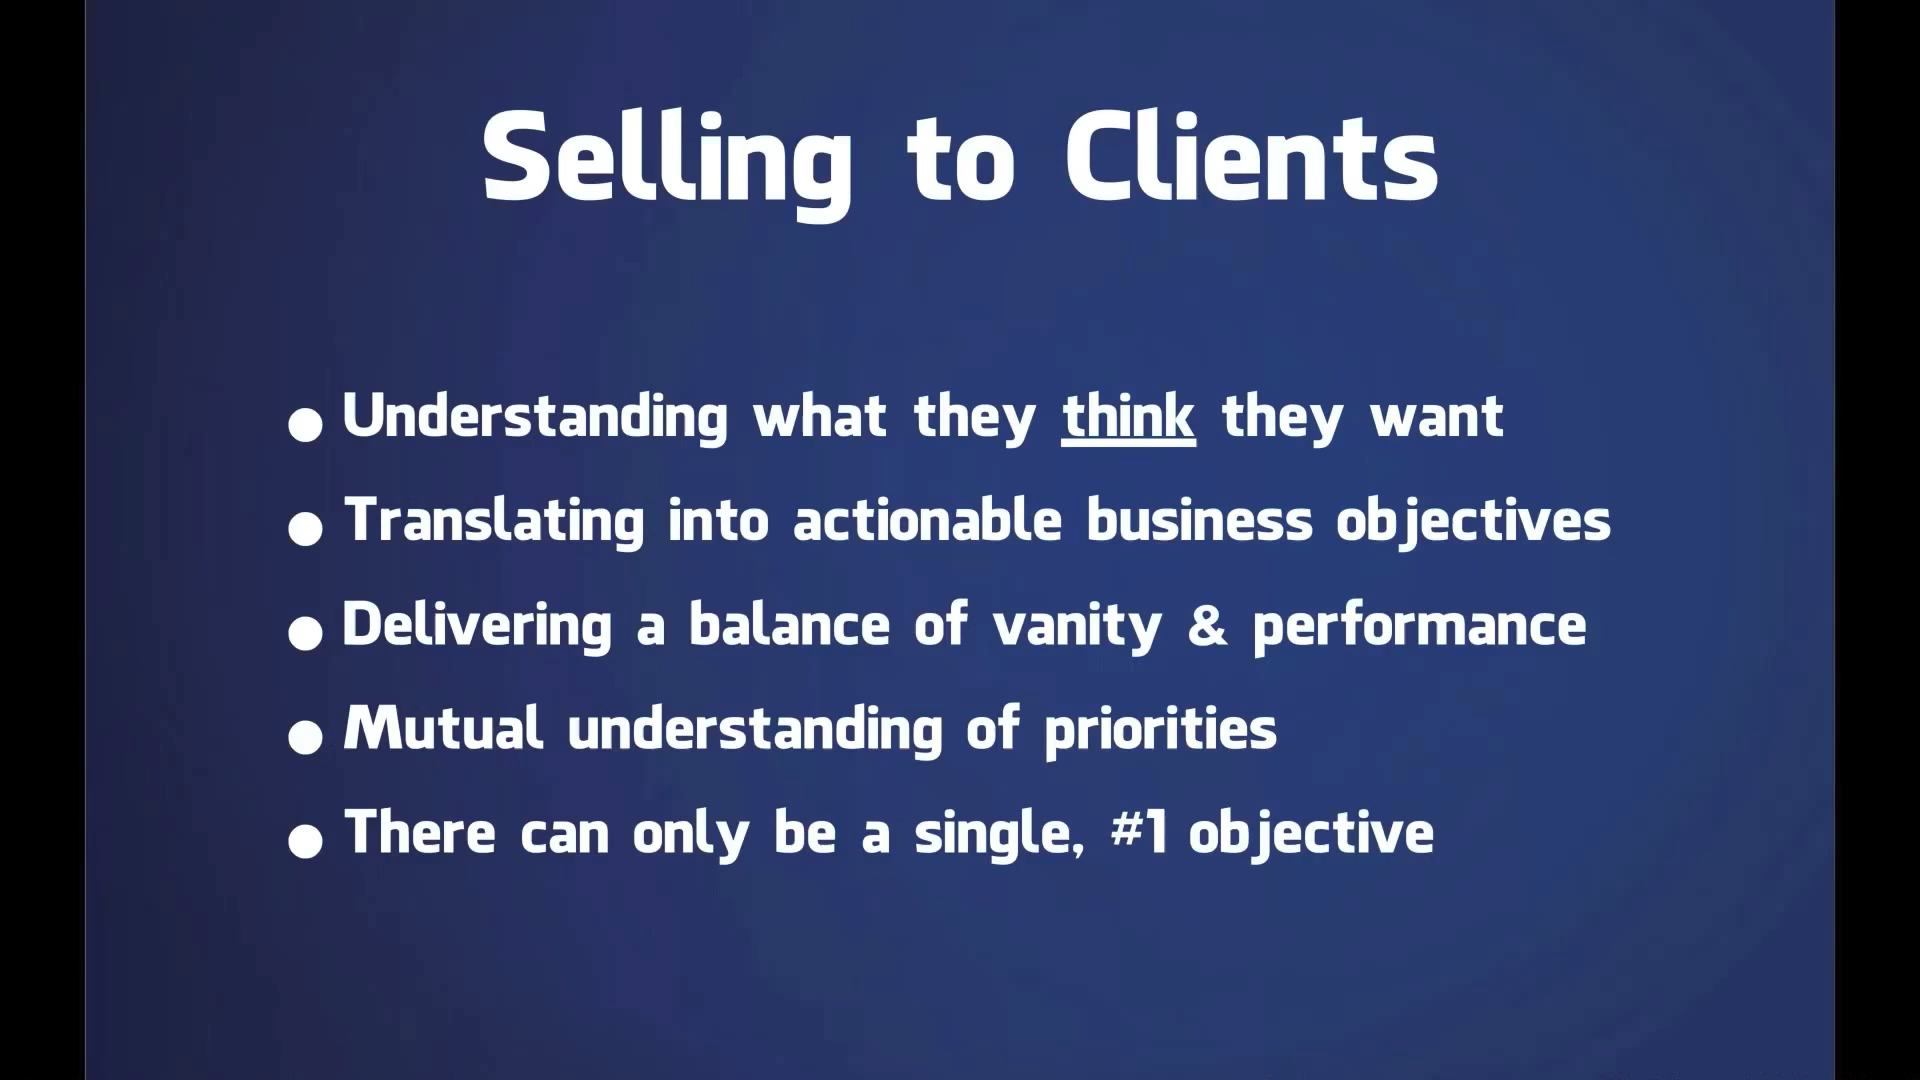 Selling to Clients
● Understanding what they think they want
● Translating into actionable business objectives
● Delivering a balance of vanity & performance
● Mutual understanding of priorities
● There can only be a single, #1 objective